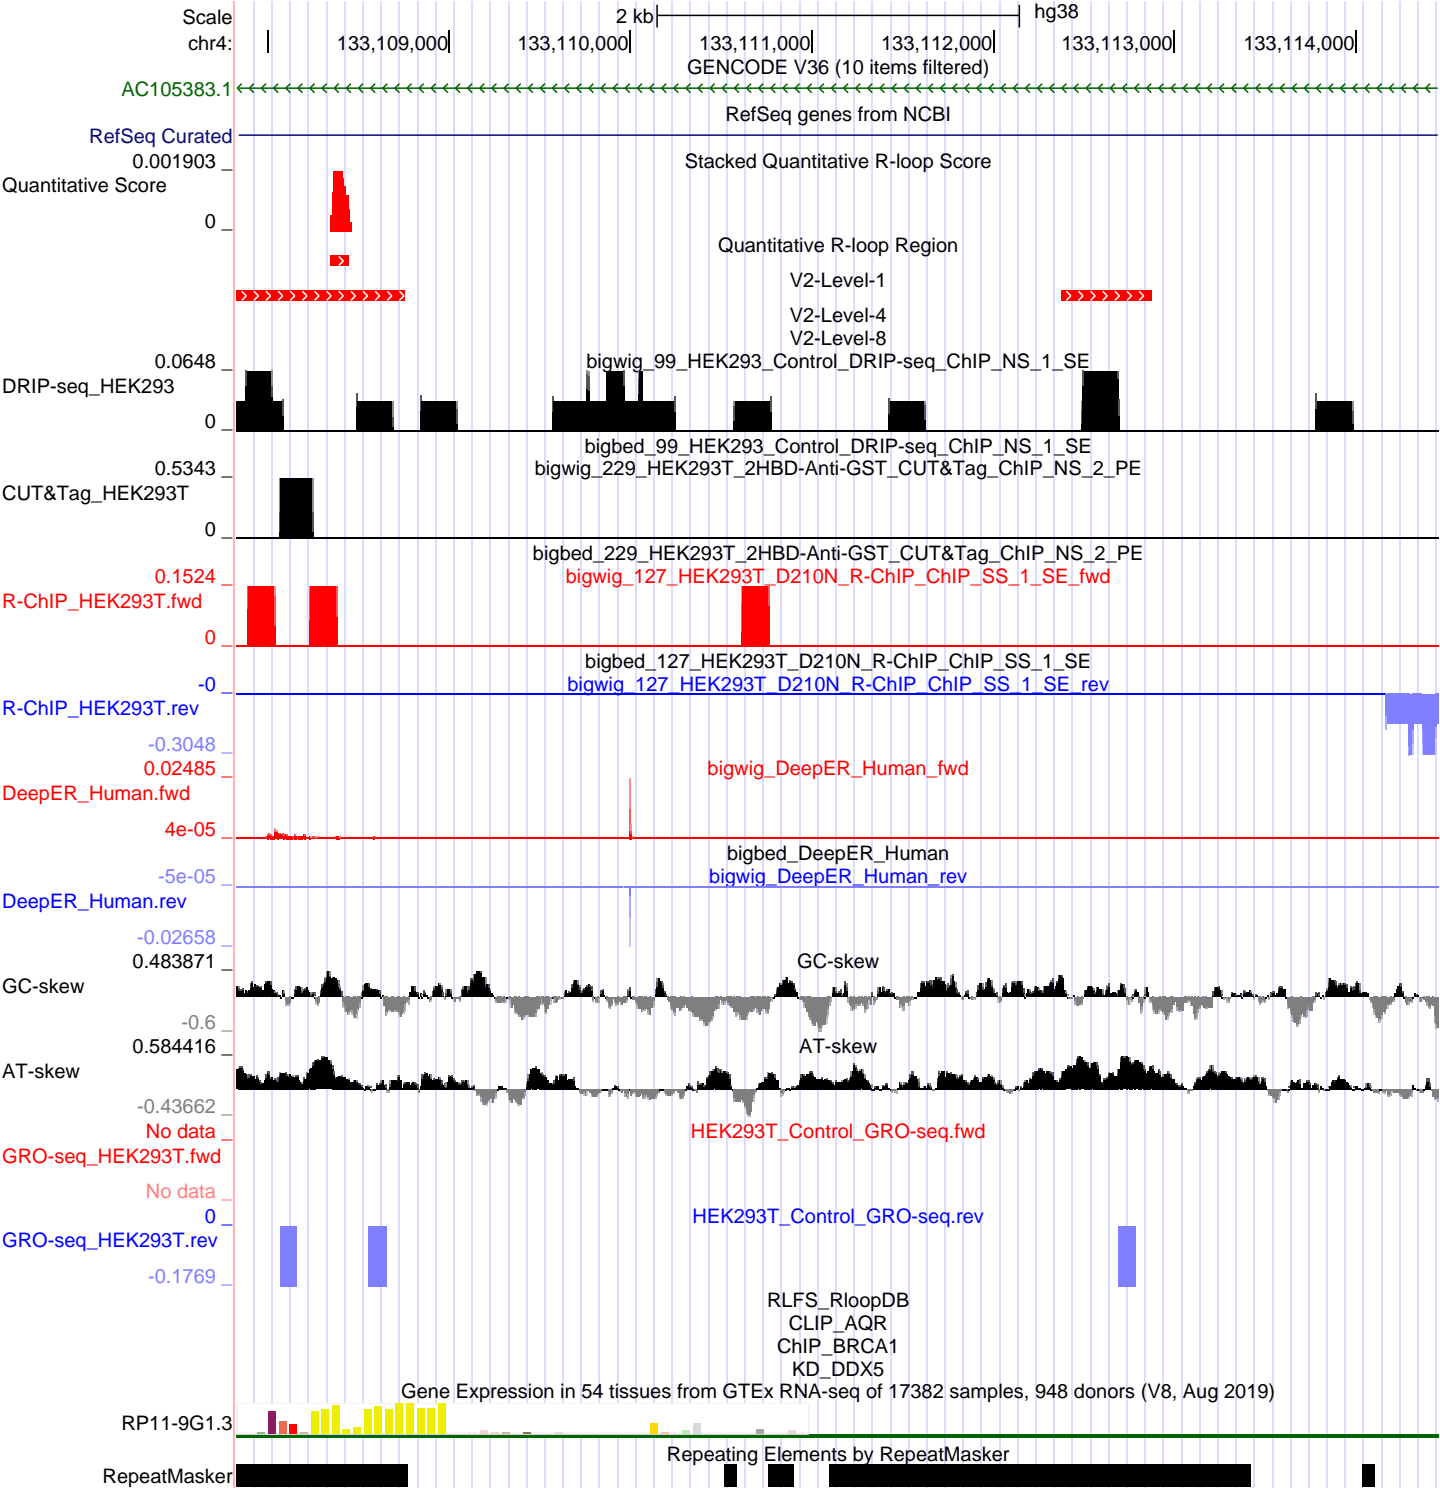 Scale 2 kb hg38
chr4: 133,109,000 133,110,000 133,111,000 133,112,000 133,113,000 133,114,000
GENCODE V36 (10 items filtered)
AC105383.1
RefSeq genes from NCBI
RefSeq Curated
0.001903 Stacked Quantitative R-loop Score
Quantitative Score
0
Quantitative R-loop Region
V2-Level-1
V2-Level-4
V2-Level-8
0.0648 bigwig_99_HEK293_Control_DRIP-seq_ChIP_NS_1_SE
DRIP-seq_HEK293
0
bigbed_99_HEK293_Control_DRIP-seq_ChIP_NS_1_SE
0.5343 bigwig_229_HEK293T_2HBD-Anti-GST_CUT&Tag_ChIP_NS_2_PE
CUT&Tag_HEK293T
0
bigbed_229_HEK293T_2HBD-Anti-GST_CUT&Tag_ChIP_NS_2_PE
0.1524 bigwig_127_HEK293T_D210N_R-ChIP_ChIP_SS_1_SE_fwd
R-ChIP_HEK293T.fwd
0
bigbed_127_HEK293T_D210N_R-ChIP_ChIP_SS_1_SE
-0 bigwig_127_HEK293T_D210N_R-ChIP_ChIP_SS_1_SE_rev
R-ChIP_HEK293T.rev
-0.3048
0.02485 bigwig_DeepER_Human_fwd
DeepER_Human.fwd
4e-05
bigbed_DeepER_Human
-5e-05 bigwig_DeepER_Human_rev
DeepER_Human.rev
-0.02658
0.483871 GC-skew
GC-skew
-0.6
0.584416 AT-skew
AT-skew
-0.43662
No data HEK293T_Control_GRO-seq.fwd
GRO-seq_HEK293T.fwd
No data
0 HEK293T_Control_GRO-seq.rev
GRO-seq_HEK293T.rev
-0.1769
RLFS_RloopDB
CLIP_AQR
ChIP_BRCA1
KD_DDX5
Gene Expression in 54 tissues from GTEx RNA-seq of 17382 samples, 948 donors (V8, Aug 2019)
RP11-9G1.3
Repeating Elements by RepeatMasker
RepeatMasker